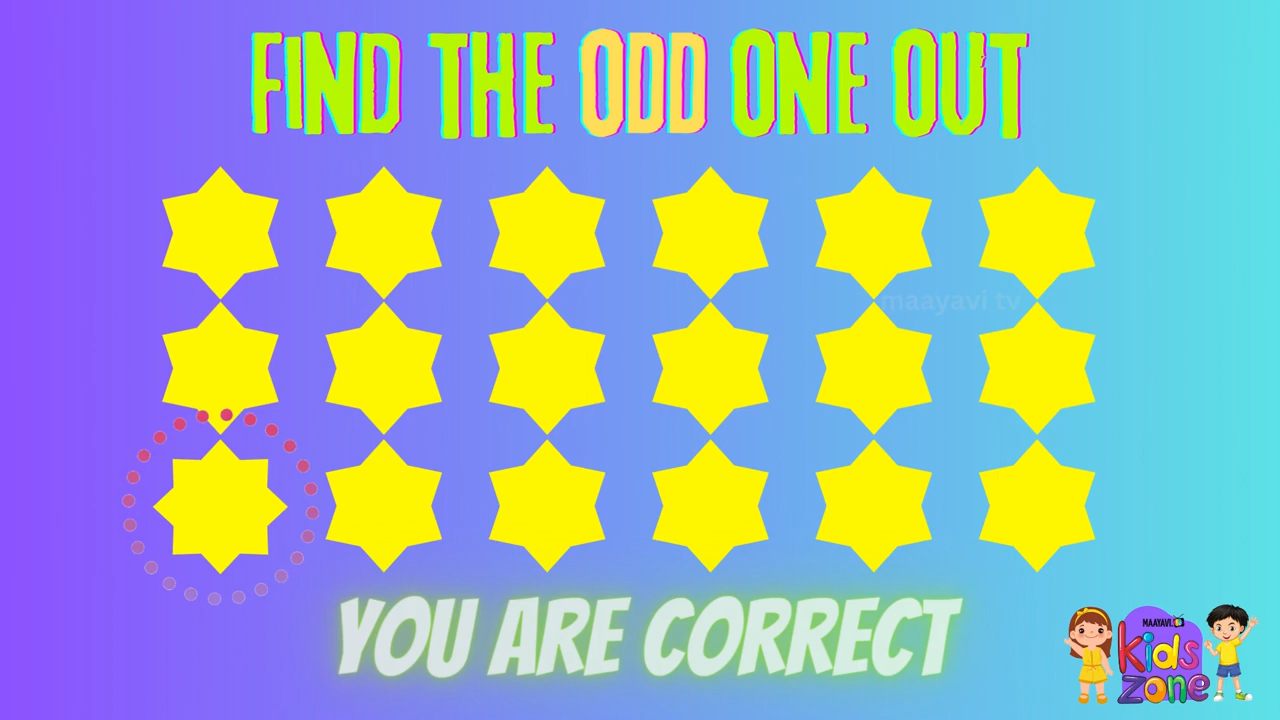 FIND THE ODD ONE OUT
maayavi tv
YOU ARE CORRECT
MAAYAVI
Kids
zone